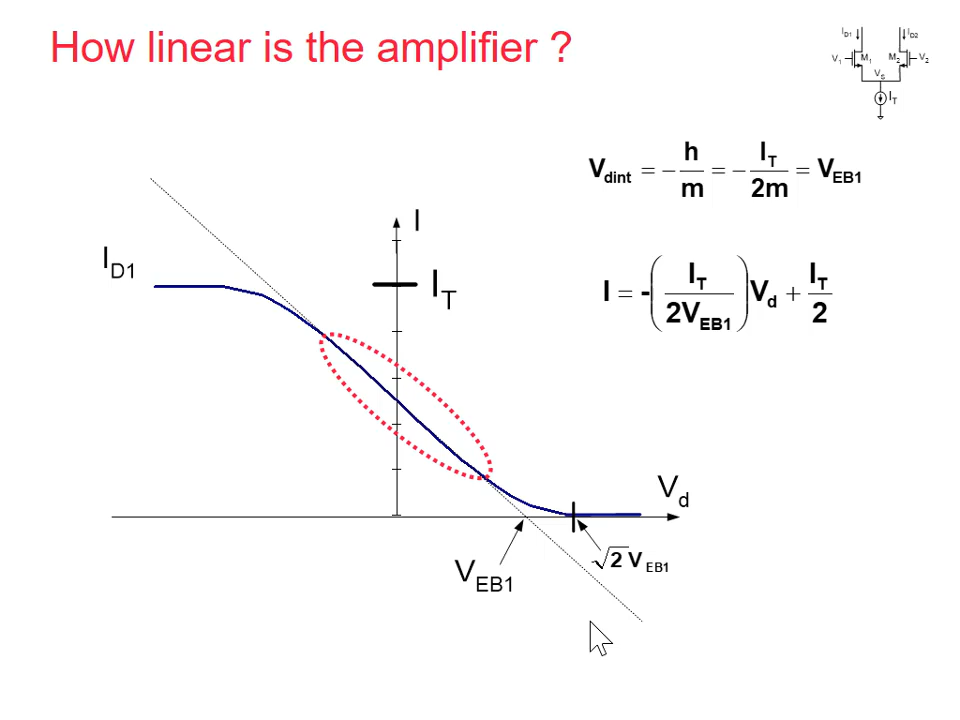 How linear is the amplifier ?
I_D1 I_D2
V_1 M_1 M_2 V_2
V_S
I_T
V_dint = - h/m = - I_T/2m = V_EB1
I
I_D1
I_T
I = -(I_T/2V_EB1)V_d + I_T/2
V_d
V_EB1
√2 V_EB1